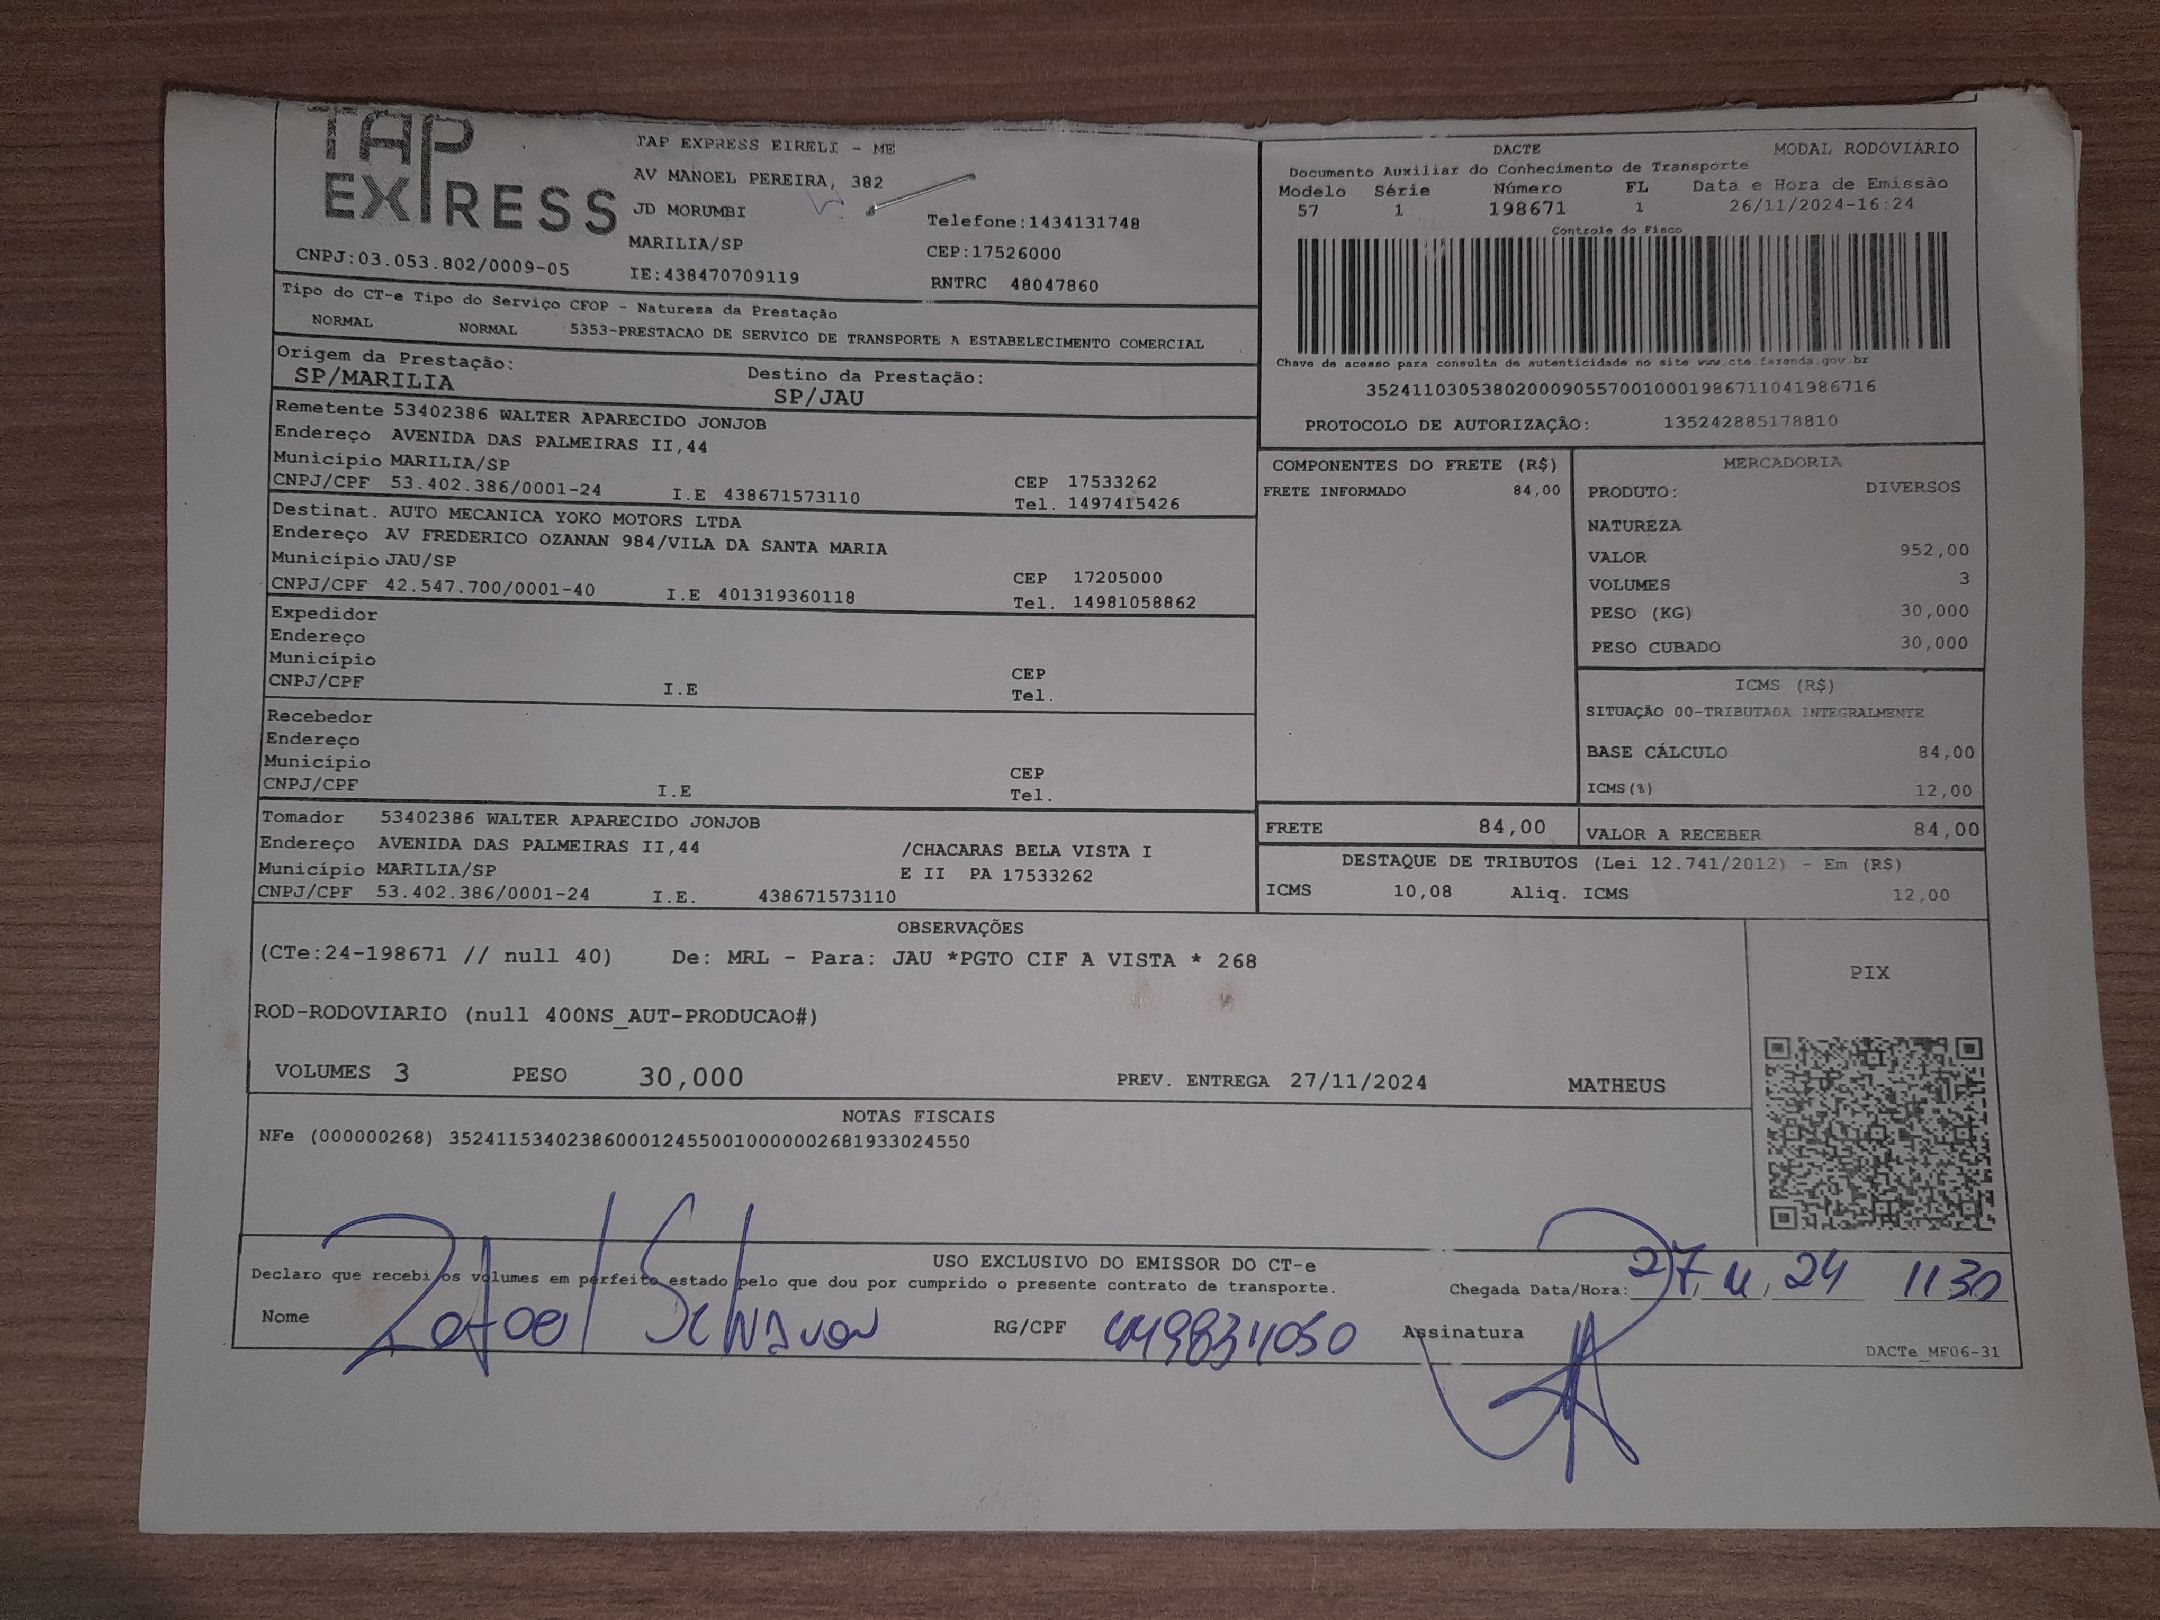 TAP EXPRESS
TAP EXPRESS EIRELI - ME
AV MANOEL PEREIRA, 382
JD MORUMBI
Telefone:1434131748
MARILIA/SP
CEP:17526000
CNPJ:03.053.802/0009-05
IE:438470709119
RNTRC 48047860
DACTE
MODAL RODOVIÁRIO
Documento Auxiliar do Conhecimento de Transporte
Modelo Série Número FL Data e Hora de Emissão
57 1 198671 1 26/11/2024-16:24
Controle do Fisco
Chave de acesso para consulta de autenticidade no site www.cte.fazenda.gov.br
35241103053802000905570010001986711041986716
PROTOCOLO DE AUTORIZAÇÃO: 135242885178810
Tipo do CT-e Tipo do Serviço CFOP - Natureza da Prestação
NORMAL NORMAL 5353-PRESTACAO DE SERVICO DE TRANSPORTE A ESTABELECIMENTO COMERCIAL
Origem da Prestação: Destino da Prestação:
SP/MARILIA SP/JAU
Remetente 53402386 WALTER APARECIDO JONJOB
Endereço AVENIDA DAS PALMEIRAS II,44
Município MARILIA/SP CEP 17533262
CNPJ/CPF 53.402.386/0001-24 I.E 438671573110 Tel. 1497415426
Destinat. AUTO MECANICA YOKO MOTORS LTDA
Endereço AV FREDERICO OZANAN 984/VILA DA SANTA MARIA
Município JAU/SP CEP 17205000
CNPJ/CPF 42.547.700/0001-40 I.E 401319360118 Tel. 14981058862
Expedidor
Endereço
Município CEP
CNPJ/CPF I.E Tel.
Recebedor
Endereço
Município CEP
CNPJ/CPF I.E Tel.
Tomador 53402386 WALTER APARECIDO JONJOB
Endereço AVENIDA DAS PALMEIRAS II,44 /CHACARAS BELA VISTA I
Município MARILIA/SP E II PA 17533262
CNPJ/CPF 53.402.386/0001-24 I.E. 438671573110
COMPONENTES DO FRETE (R$)
FRETE INFORMADO 84,00
MERCADORIA
PRODUTO: DIVERSOS
NATUREZA
VALOR 952,00
VOLUMES 3
PESO (KG) 30,000
PESO CUBADO 30,000
ICMS (R$)
SITUAÇÃO 00-TRIBUTADA INTEGRALMENTE
BASE CÁLCULO 84,00
ICMS(%) 12,00
FRETE 84,00 VALOR A RECEBER 84,00
DESTAQUE DE TRIBUTOS (Lei 12.741/2012) - Em (R$)
ICMS 10,08 Aliq. ICMS 12,00
OBSERVAÇÕES
(CTe:24-198671 // null 40) De: MRL - Para: JAU *PGTO CIF A VISTA * 268
PIX
ROD-RODOVIARIO (null 400NS_AUT-PRODUCAO#)
VOLUMES 3 PESO 30,000 PREV. ENTREGA 27/11/2024 MATHEUS
NOTAS FISCAIS
NFe (000000268) 35241153402386000124550010000002681933024550
USO EXCLUSIVO DO EMISSOR DO CT-e
Declaro que recebi os volumes em perfeito estado pelo que dou por cumprido o presente contrato de transporte.
Chegada Data/Hora: 27, 11, 24 1130
Nome Rafael RG/CPF Assinatura
DACTe_MF06-31